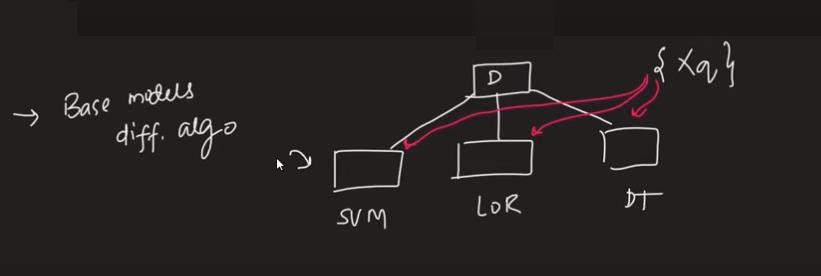 → Base models
diff. algo
D
{Xq}
SVM
LOR
DT